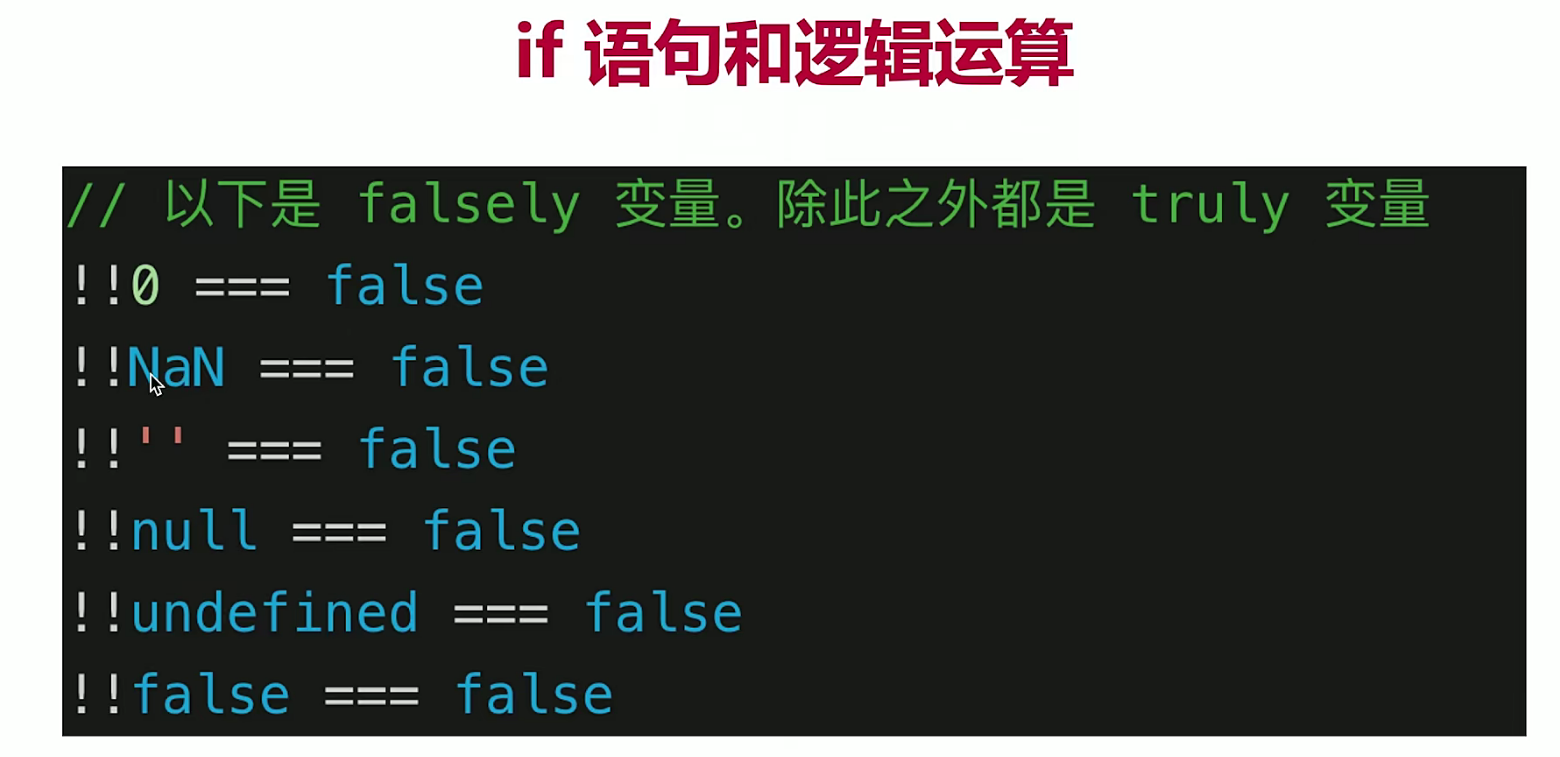 if 语句和逻辑运算
// 以下是 falsely 变量。除此之外都是 truly 变量
!!0 === false
!!NaN === false
!!'' === false
!!null === false
!!undefined === false
!!false === false